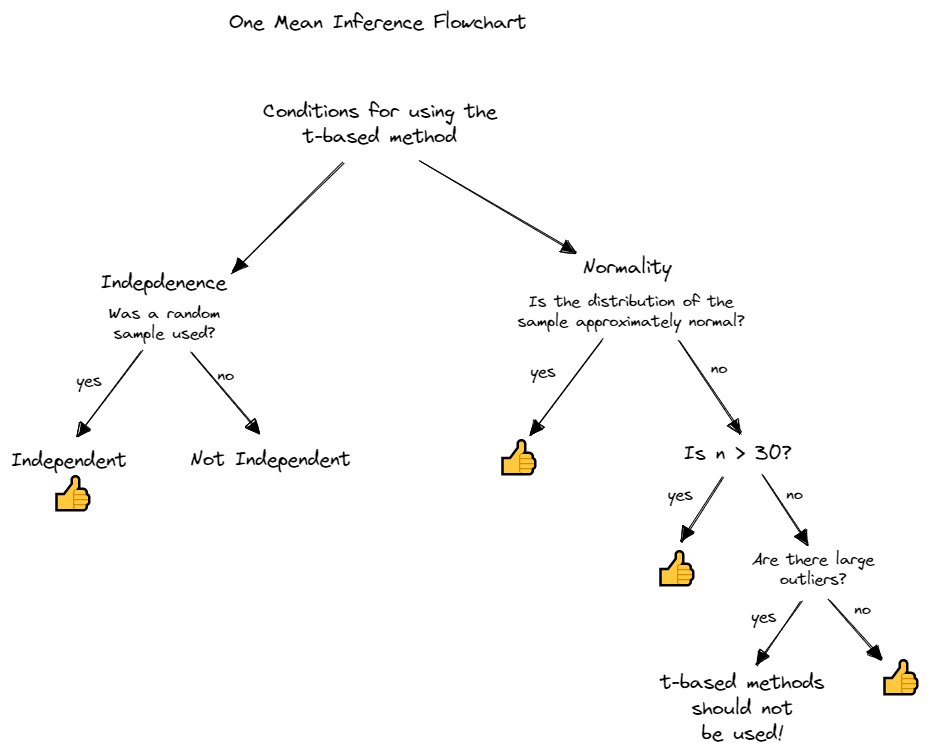 One Mean Inference Flowchart
Conditions for using the
t-based method
Indepdenence
Was a random
sample used?
yes
no
Independent
Not Independent
Normality
Is the distribution of the
sample approximately normal?
yes
no
Is n > 30?
yes
no
Are there large
outliers?
yes
no
t-based methods
should not
be used!